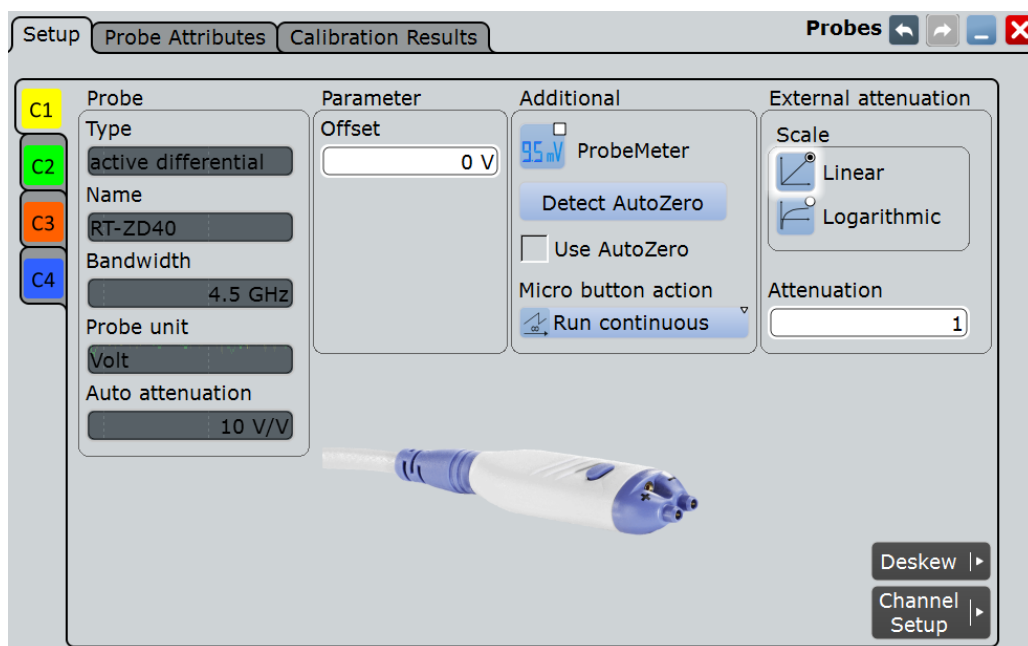 Setup
Probe Attributes
Calibration Results
Probes
C1
C2
C3
C4
Probe
Type
active differential
Name
RT-ZD40
Bandwidth
4.5 GHz
Probe unit
Volt
Auto attenuation
10 V/V
Parameter
Offset
0 V
Additional
9.5 mV
ProbeMeter
Detect AutoZero
Use AutoZero
Micro button action
Run continuous
External attenuation
Scale
Linear
Logarithmic
Attenuation
1
Deskew
Channel
Setup